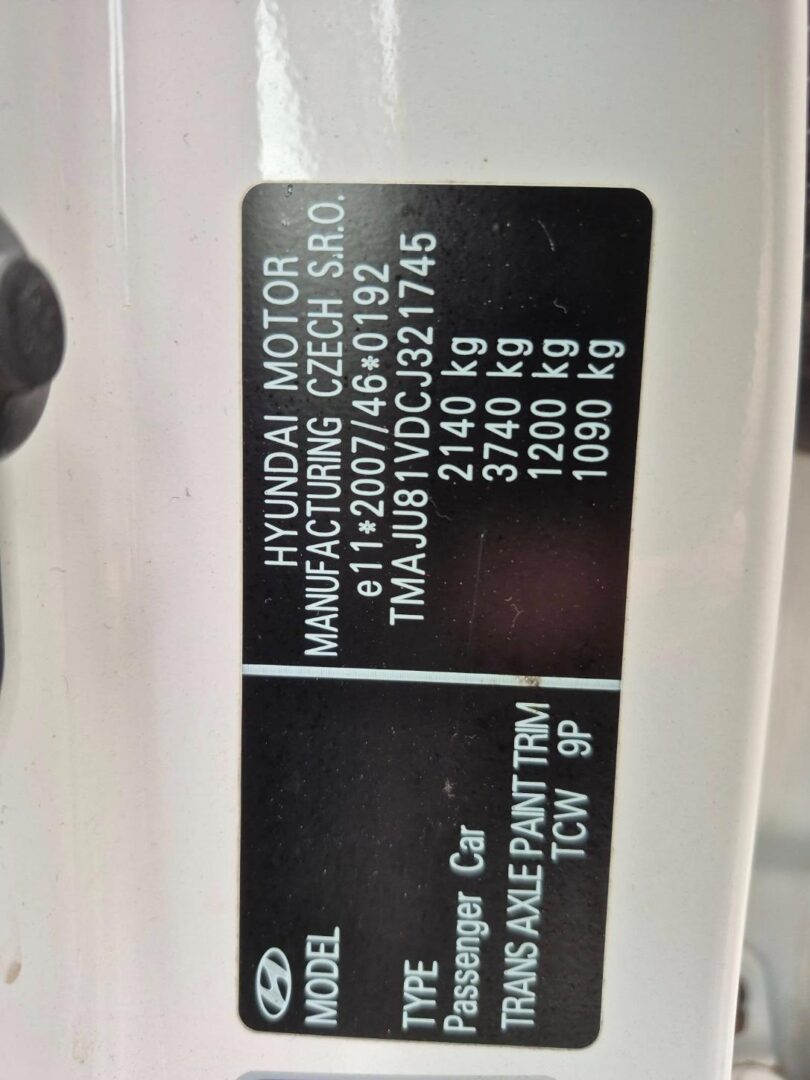 MODEL
TYPE
Passenger Car
TRANS AXLE PAINT TRIM
TCW 9P
HYUNDAI MOTOR
MANUFACTURING CZECH S.R.O.
e11*2007/46*0192
TMAJU81VDCJ321745
2140 kg
3740 kg
1200 kg
1090 kg